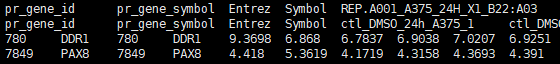 pr_gene_id pr_gene_symbol Entrez Symbol REP.A001_A375_24H_X1_B22:A03
pr_gene_id pr_gene_symbol Entrez Symbol ctl_DMSO_24h_A375_1 ctl_DMS
780 DDR1 780 DDR1 9.3698 6.868 6.7837 6.9038 7.0207 6.9251
7849 PAX8 7849 PAX8 4.418 5.3619 4.1719 4.3158 4.3693 4.391